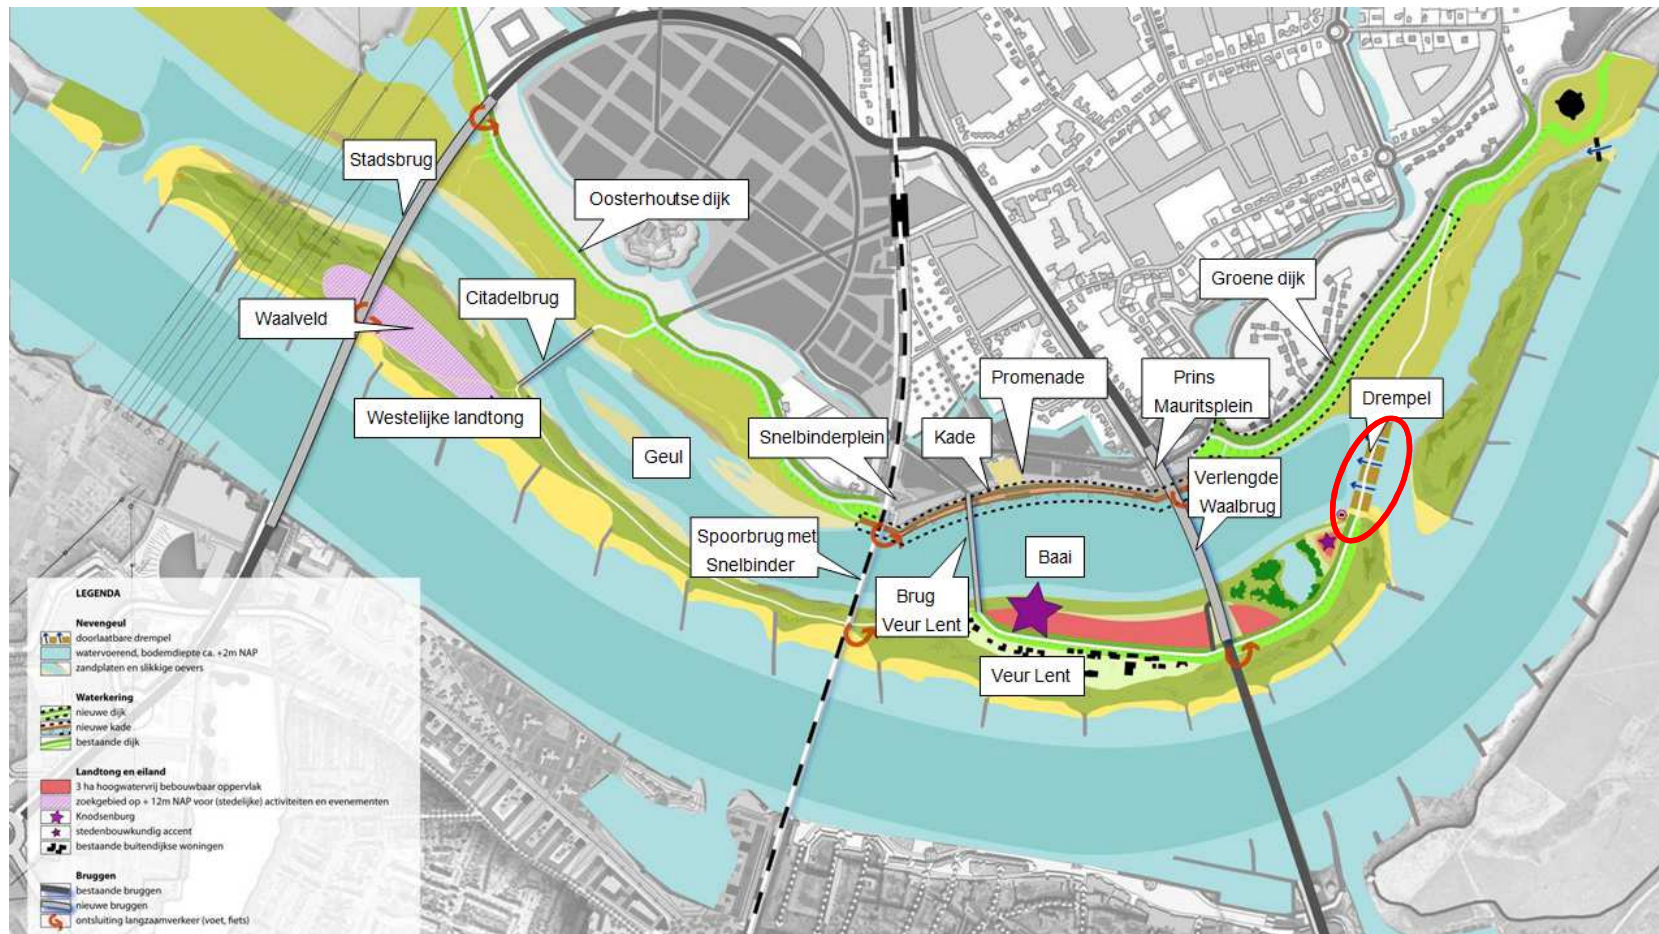 Stadsbrug
Oosterhoutse dijk
Groene dijk
Citadelbrug
Waalveld
Promenade
Prins
Mauritsplein
Drempel
Westelijke landtong
Snelbinderplein
Kade
Geul
Verlengde
Waalbrug
Spoorbrug met
Snelbinder
Baai
Brug
Veur Lent
Veur Lent
LEGENDA
Nevengeul
doorlaatbare drempel
watervoerend, bodemdiepte ca. +2m NAP
zandplaten en slikkige oevers
Waterkering
nieuwe dijk
nieuwe kade
bestaande dijk
Landtong en eiland
3 ha hoogwatervrij bebouwbaar oppervlak
zoekgebied op + 12m NAP voor (stedelijke) activiteiten en evenementen
Knodsenburg
stedenbouwkundig accent
bestaande buitendijkse woningen
Bruggen
bestaande bruggen
nieuwe bruggen
ontsluiting langzaamverkeer (voet, fiets)